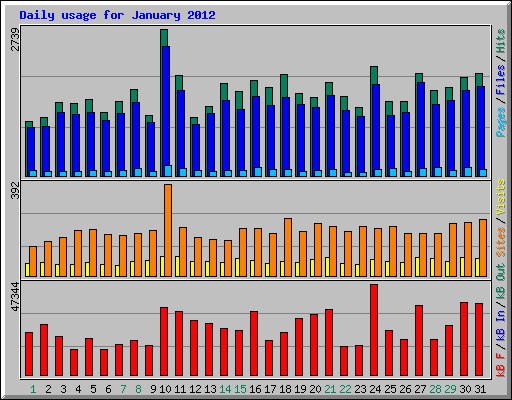 Daily usage for January 2012
2739
Pages / Files / Hits
392
Sites / Visits
47344
kB F / kB In / kB Out
1 2 3 4 5 6 7 8 9 10 11 12 13 14 15 16 17 18 19 20 21 22 23 24 25 26 27 28 29 30 31